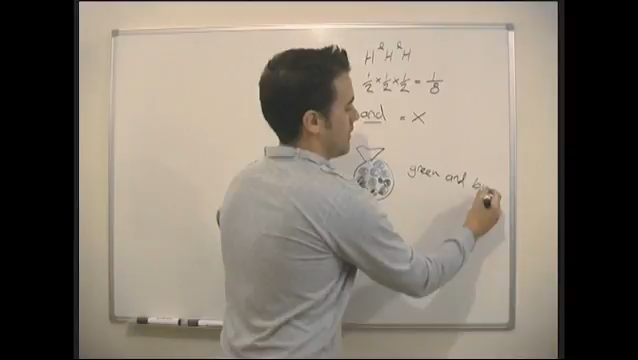 H & H & H
1/2 × 1/2 × 1/2 = 1/8
and = ×
green and